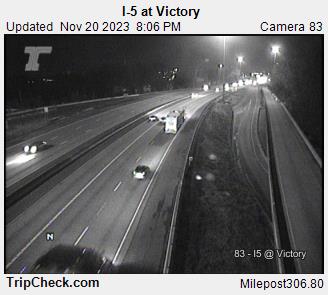 I-5 at Victory
Updated Nov 20 2023 8:06 PM Camera 83
N
83 - I5 @ Victory
TripCheck.com Milepost306.80